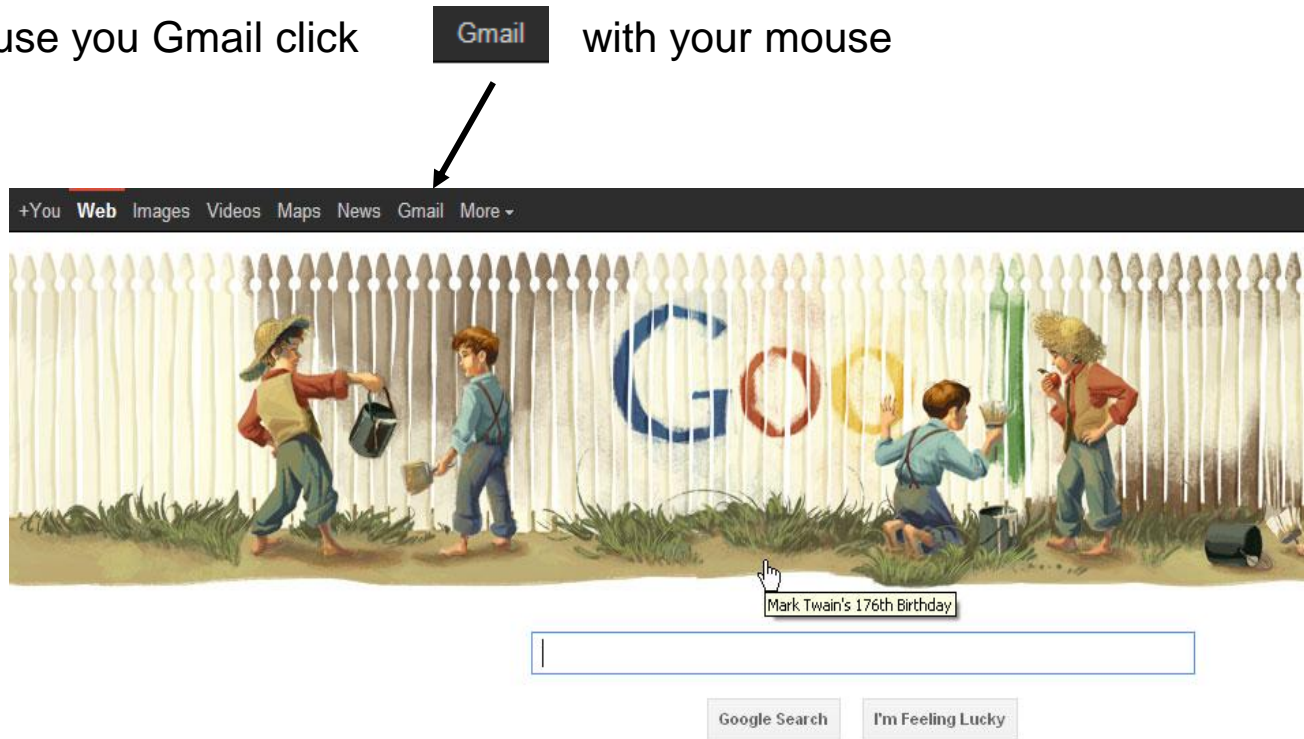 use you Gmail click Gmail with your mouse
+You Web Images Videos Maps News Gmail More
Gool
Mark Twain's 176th Birthday
Google Search I'm Feeling Lucky